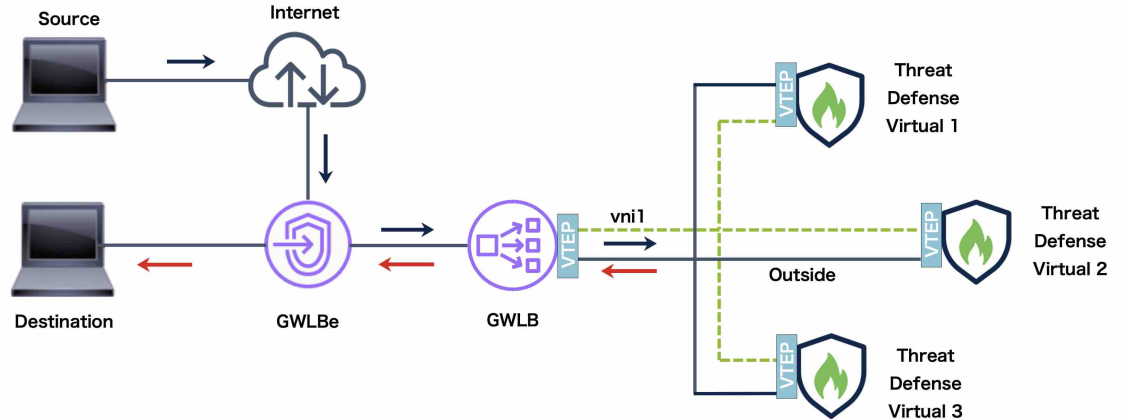 Source
Internet
VTEP
Threat
Defense
Virtual 1
vni1
VTEP
VTEP
Threat
Defense
Virtual 2
Outside
Destination
GWLBe
GWLB
VTEP
Threat
Defense
Virtual 3